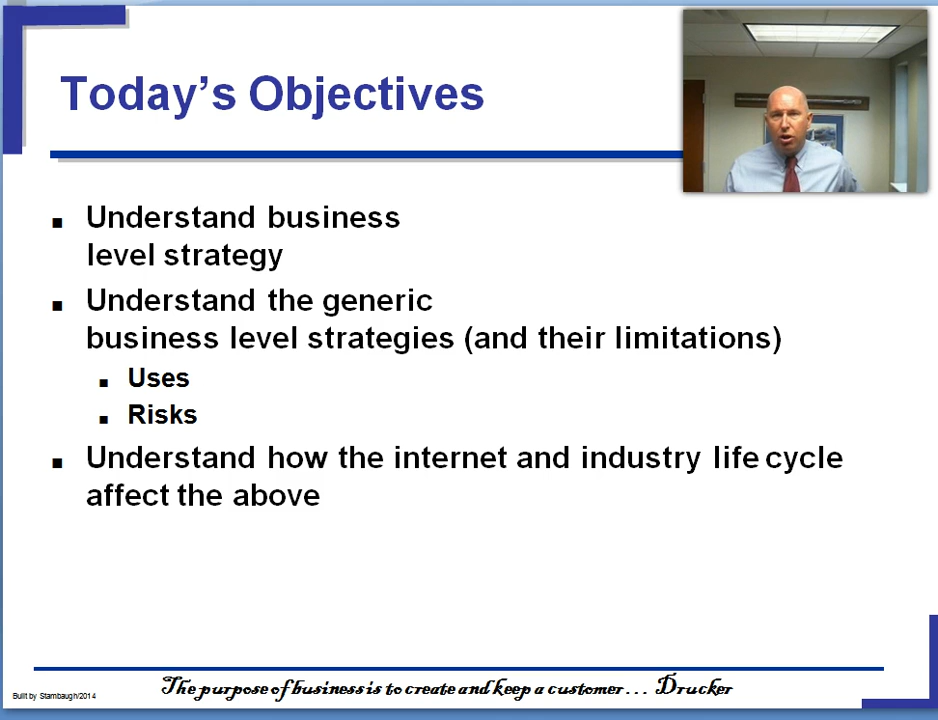 Today's Objectives
Understand business
level strategy
Understand the generic
business level strategies (and their limitations)
Uses
Risks
Understand how the internet and industry life cycle
affect the above
Built by Stambaugh/2014
The purpose of business is to create and keep a customer . . . Drucker